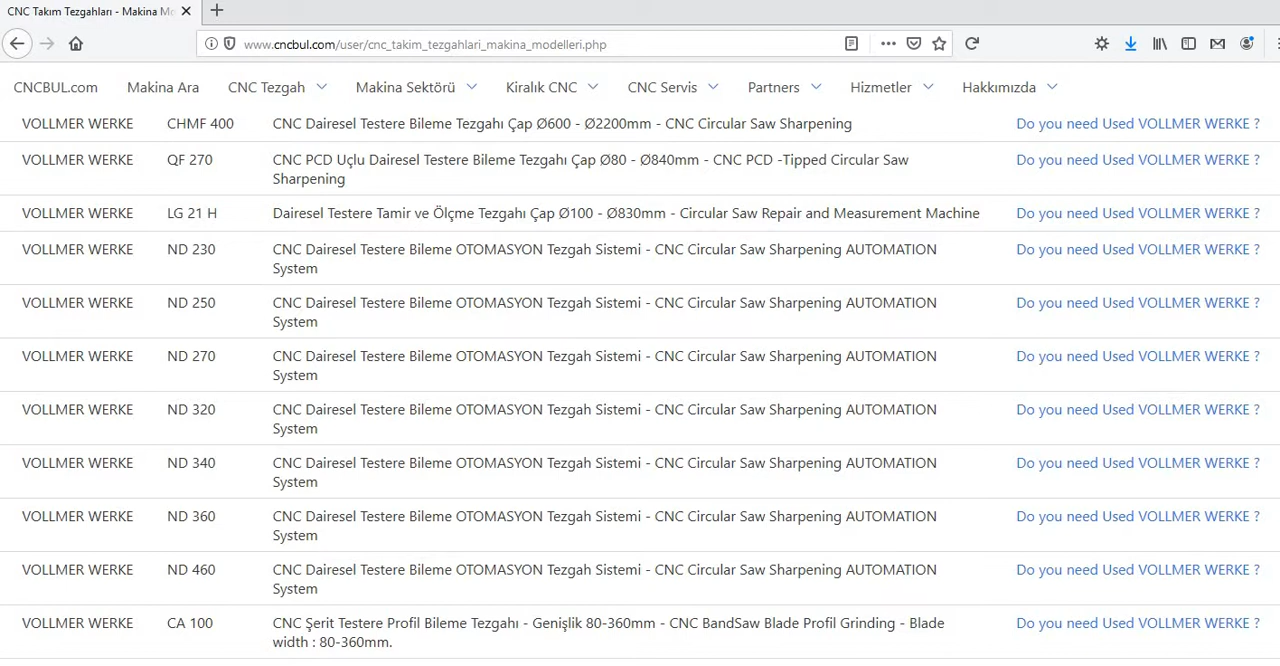 CNC Takım Tezgahları - Makina Mo
www.cncbul.com/user/cnc_takim_tezgahlari_makina_modelleri.php
CNCBUL.com Makina Ara CNC Tezgah Makina Sektörü Kiralık CNC CNC Servis Partners Hizmetler Hakkımızda
VOLLMER WERKE CHMF 400 CNC Dairesel Testere Bileme Tezgahı Çap Ø600 - Ø2200mm - CNC Circular Saw Sharpening Do you need Used VOLLMER WERKE ?
VOLLMER WERKE QF 270 CNC PCD Uçlu Dairesel Testere Bileme Tezgahı Çap Ø80 - Ø840mm - CNC PCD -Tipped Circular Saw Do you need Used VOLLMER WERKE ?
Sharpening
VOLLMER WERKE LG 21 H Dairesel Testere Tamir ve Ölçme Tezgahı Çap Ø100 - Ø830mm - Circular Saw Repair and Measurement Machine Do you need Used VOLLMER WERKE ?
VOLLMER WERKE ND 230 CNC Dairesel Testere Bileme OTOMASYON Tezgah Sistemi - CNC Circular Saw Sharpening AUTOMATION Do you need Used VOLLMER WERKE ?
System
VOLLMER WERKE ND 250 CNC Dairesel Testere Bileme OTOMASYON Tezgah Sistemi - CNC Circular Saw Sharpening AUTOMATION Do you need Used VOLLMER WERKE ?
System
VOLLMER WERKE ND 270 CNC Dairesel Testere Bileme OTOMASYON Tezgah Sistemi - CNC Circular Saw Sharpening AUTOMATION Do you need Used VOLLMER WERKE ?
System
VOLLMER WERKE ND 320 CNC Dairesel Testere Bileme OTOMASYON Tezgah Sistemi - CNC Circular Saw Sharpening AUTOMATION Do you need Used VOLLMER WERKE ?
System
VOLLMER WERKE ND 340 CNC Dairesel Testere Bileme OTOMASYON Tezgah Sistemi - CNC Circular Saw Sharpening AUTOMATION Do you need Used VOLLMER WERKE ?
System
VOLLMER WERKE ND 360 CNC Dairesel Testere Bileme OTOMASYON Tezgah Sistemi - CNC Circular Saw Sharpening AUTOMATION Do you need Used VOLLMER WERKE ?
System
VOLLMER WERKE ND 460 CNC Dairesel Testere Bileme OTOMASYON Tezgah Sistemi - CNC Circular Saw Sharpening AUTOMATION Do you need Used VOLLMER WERKE ?
System
VOLLMER WERKE CA 100 CNC Şerit Testere Profil Bileme Tezgahı - Genişlik 80-360mm - CNC BandSaw Blade Profil Grinding - Blade Do you need Used VOLLMER WERKE ?
width : 80-360mm.